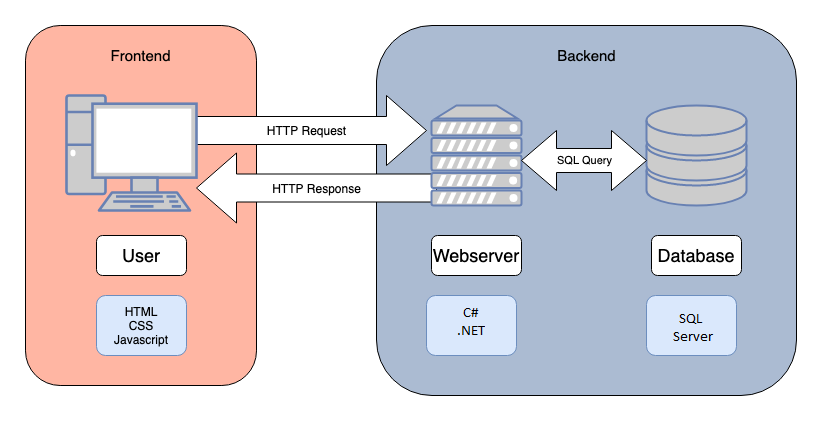 Frontend
Backend
HTTP Request
SQL Query
HTTP Response
User
Webserver
Database
HTML
CSS
Javascript
C#
.NET
SQL
Server